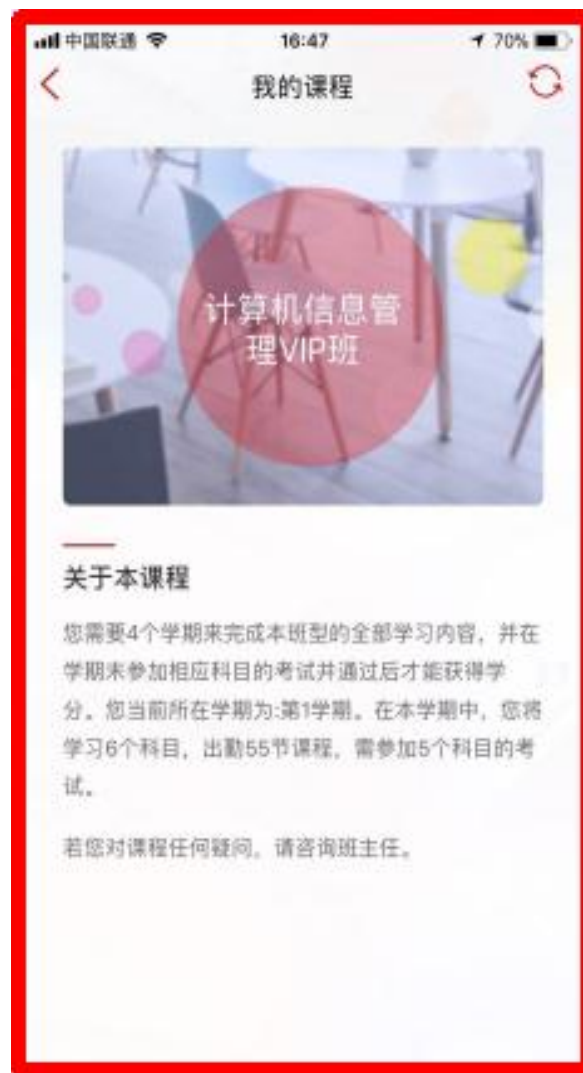 中国联通 16:47 70%
我的课程
计算机信息管
理VIP班
关于本课程
您需要4个学期来完成本班型的全部学习内容，并在
学期末参加相应科目的考试并通过后才能获得学
分。您当前所在学期为:第1学期。在本学期中，您将
学习6个科目，出勤55节课程，需参加5个科目的考
试。
若您对课程任何疑问，请咨询班主任。